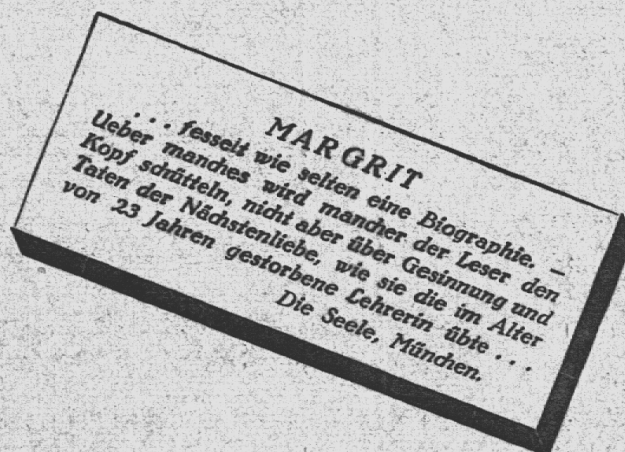 MARGRIT
. . . fesselt wie selten eine Biographie. —
Ueber manches wird mancher der Leser den
Kopf schütteln, nicht aber über Gesinnung und
Taten der Nächstenliebe, wie sie die im Alter
von 23 Jahren gestorbene Lehrerin übte . . .
Die Seele, München.